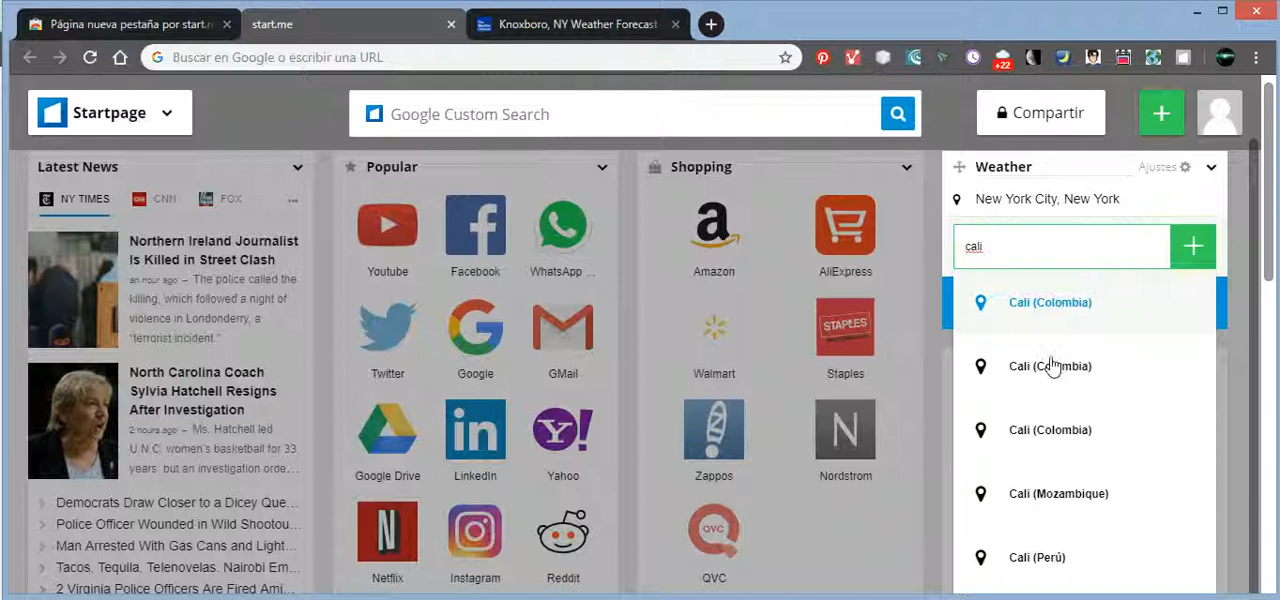 Página nueva pestaña por start.m
start.me
Knoxboro, NY Weather Forecast
Buscar en Google o escribir una URL
+22
Startpage
Google Custom Search
Compartir
Latest News
Popular
Shopping
Weather
Ajustes
NY TIMES
CNN
FOX
...
New York City, New York
cali
Northern Ireland Journalist
Is Killed in Street Clash
an hour ago – The police called the
killing, which followed a night of
violence in Londonderry, a
“terrorist incident.”
North Carolina Coach
Sylvia Hatchell Resigns
After Investigation
2 hours ago – Ms. Hatchell led
U.N.C. women’s basketball for 33
years but an investigation orde...
Democrats Draw Closer to a Dicey Que...
Police Officer Wounded in Wild Shootou...
Man Arrested With Gas Cans and Light...
Tacos. Tequila. Telenovelas. Nairobi Em...
2 Virginia Police Officers Are Fired Ami...
Youtube
Facebook
WhatsApp ...
Twitter
Google
GMail
Google Drive
LinkedIn
Yahoo
Netflix
Instagram
Reddit
Amazon
AliExpress
STAPLES
Walmart
Staples
Zappos
Nordstrom
QVC
QVC
Cali (Colombia)
Cali (Colombia)
Cali (Colombia)
Cali (Mozambique)
Cali (Perú)